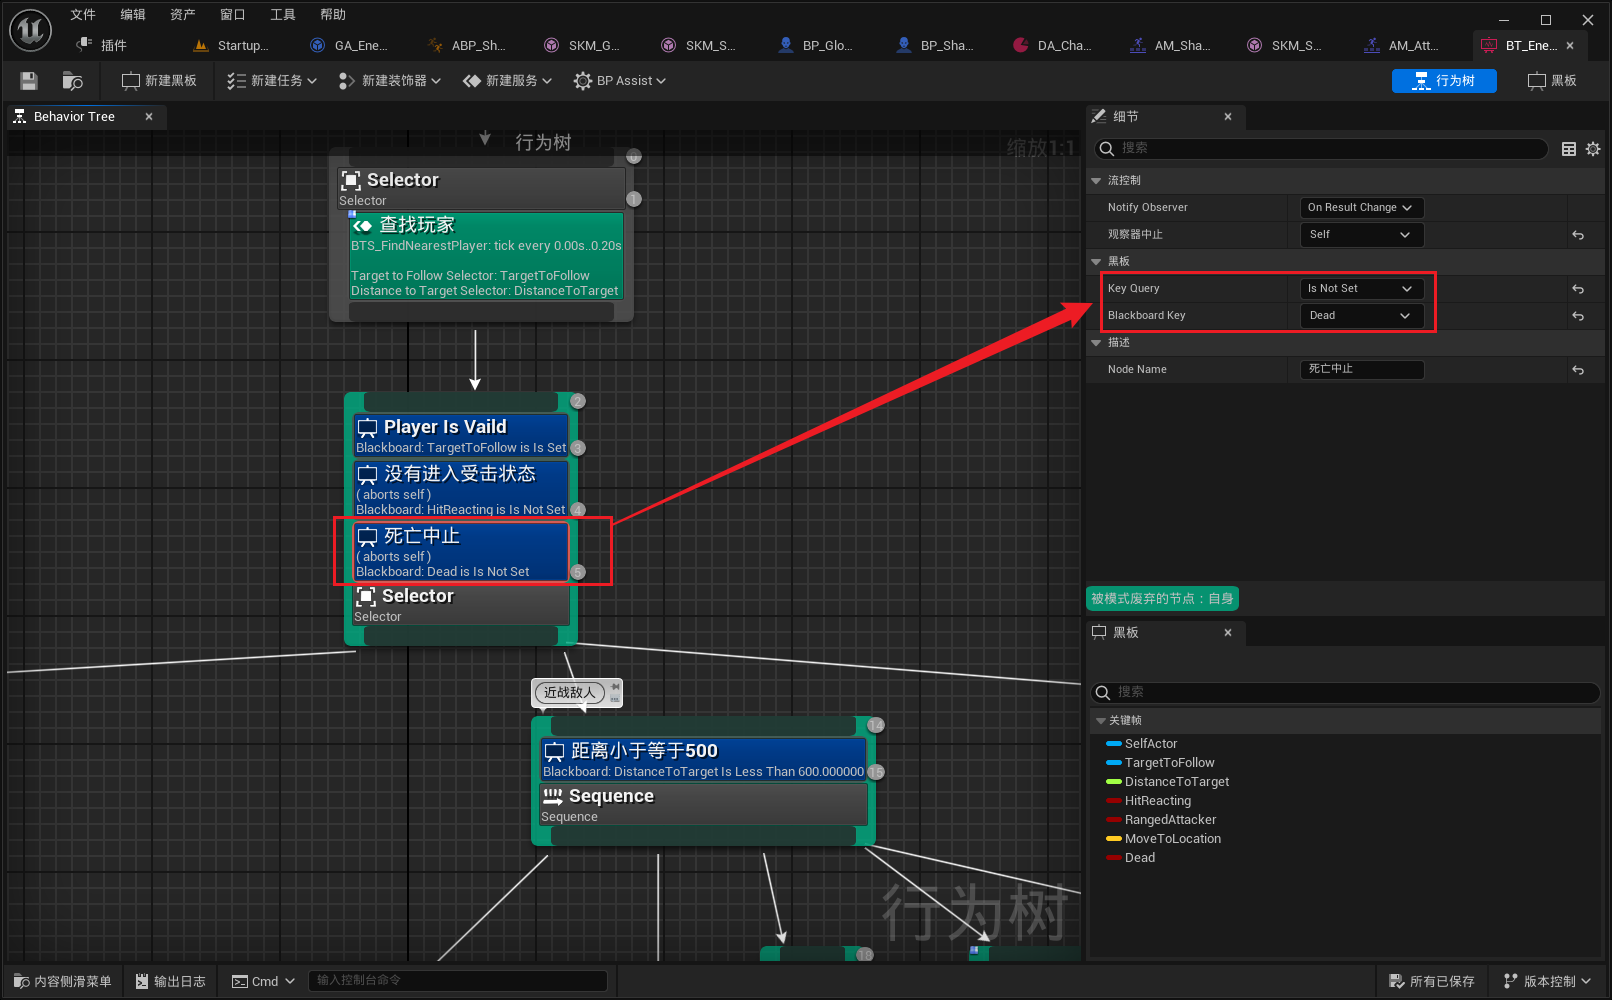 文件 编辑 资产 窗口 工具 帮助
插件 Startup... GA_Ene... ABP_Sh... SKM_G... SKM_S... BP_Glo... BP_Sha... DA_Cha... AM_Sha... SKM_S... AM_Att... BT_Ene...
新建黑板 新建任务 新建装饰器 新建服务 BP Assist 行为树 黑板
Behavior Tree
行为树
缩放1:1
0
Selector
Selector
1
查找玩家
BTS_FindNearestPlayer: tick every 0.00s..0.20s
Target to Follow Selector: TargetToFollow
Distance to Target Selector: DistanceToTarget
2
Player Is Vaild
Blackboard: TargetToFollow is Is Set
3
没有进入受击状态
( aborts self )
Blackboard: HitReacting is Is Not Set
4
死亡中止
( aborts self )
Blackboard: Dead is Is Not Set
5
Selector
Selector
近战敌人
14
距离小于等于500
Blackboard: DistanceToTarget Is Less Than 600.000000
15
Sequence
Sequence
行为树
18
细节
搜索
流控制
Notify Observer On Result Change
观察器中止 Self
黑板
Key Query Is Not Set
Blackboard Key Dead
描述
Node Name 死亡中止
被模式废弃的节点：自身
黑板
搜索
关键帧
SelfActor
TargetToFollow
DistanceToTarget
HitReacting
RangedAttacker
MoveToLocation
Dead
内容侧滑菜单 输出日志 Cmd 输入控制台命令 所有已保存 版本控制